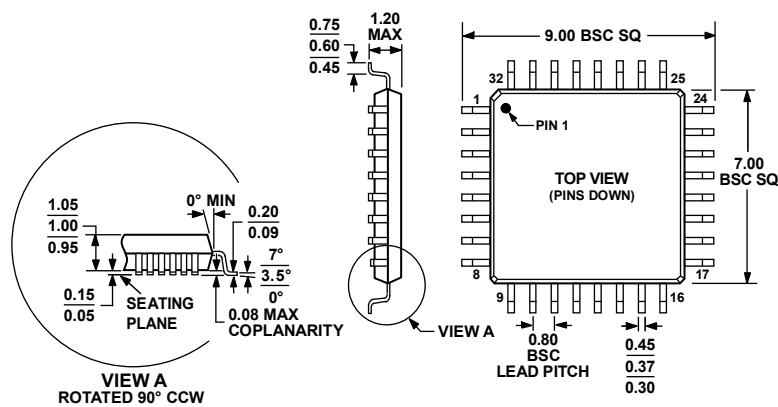 0.75
0.60
0.45
1.20
MAX
9.00 BSC SQ
32
25
1
24
PIN 1
TOP VIEW
(PINS DOWN)
7.00
BSC SQ
8
17
9
16
VIEW A
0.80
BSC
LEAD PITCH
0.45
0.37
0.30
1.05
1.00
0.95
0° MIN
0.20
0.09
7°
3.5°
0°
0.15
0.05
SEATING
PLANE
0.08 MAX
COPLANARITY
VIEW A
ROTATED 90° CCW